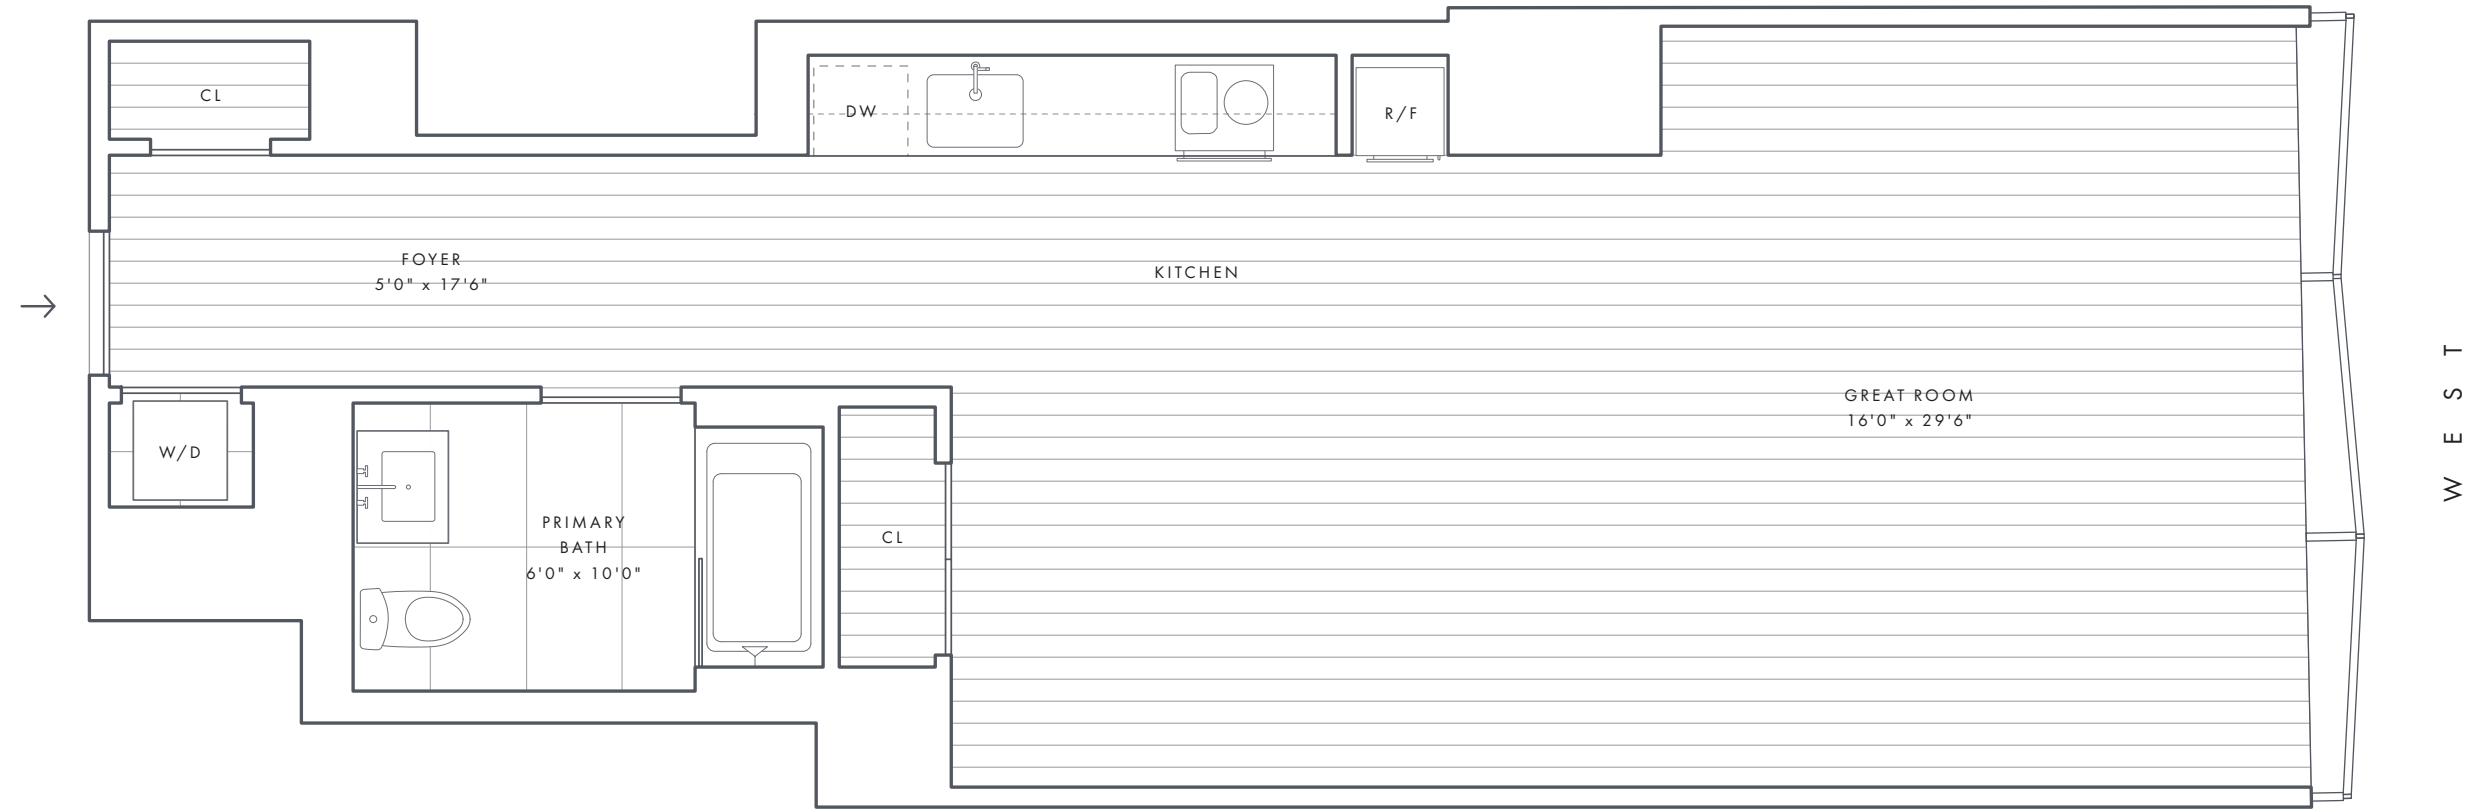 CL
DW
R/F
FOYER
5'0" x 17'6"
KITCHEN
GREAT ROOM
16'0" x 29'6"
WEST
W/D
PRIMARY
BATH
6'0" x 10'0"
CL